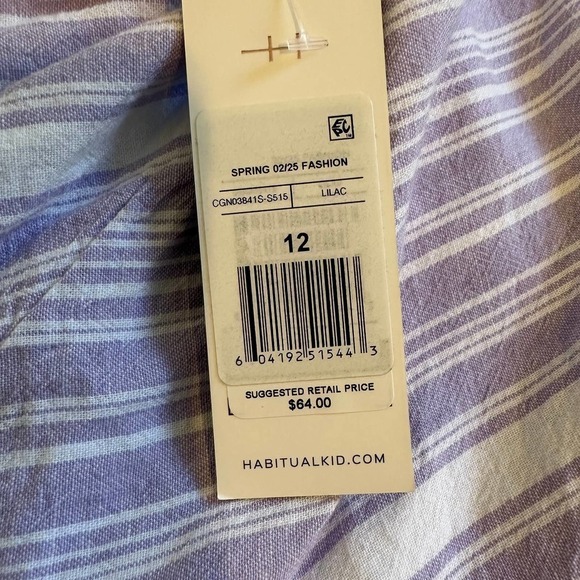 SPRING 02/25 FASHION
CGN03841S-S515 LILAC
12
6 04192 51544 3
SUGGESTED RETAIL PRICE
$64.00
HABITUALKID.COM